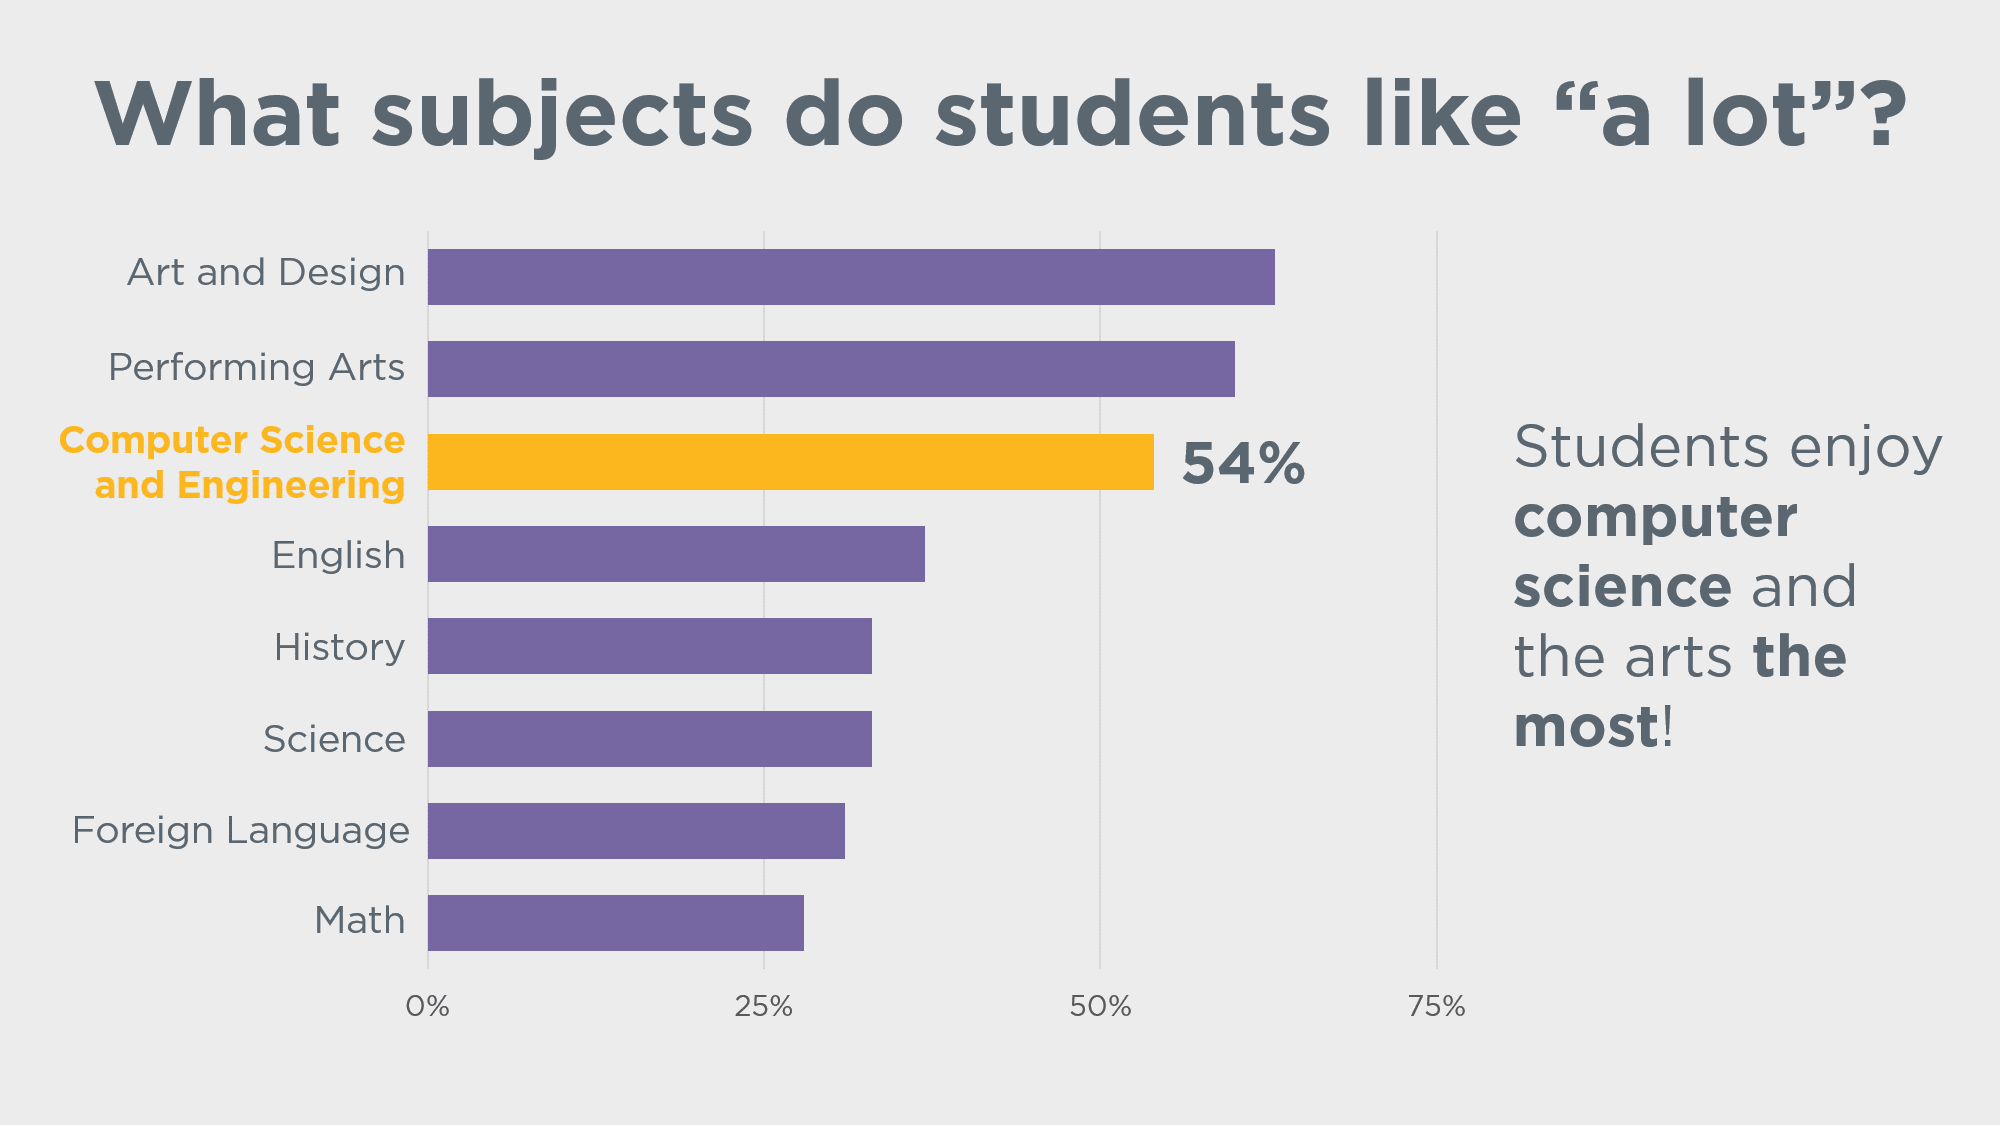 What subjects do students like “a lot”?
Art and Design
Performing Arts
Computer Science
and Engineering
54%
English
History
Science
Foreign Language
Math
0%
25%
50%
75%
Students enjoy
computer
science and
the arts the
most!